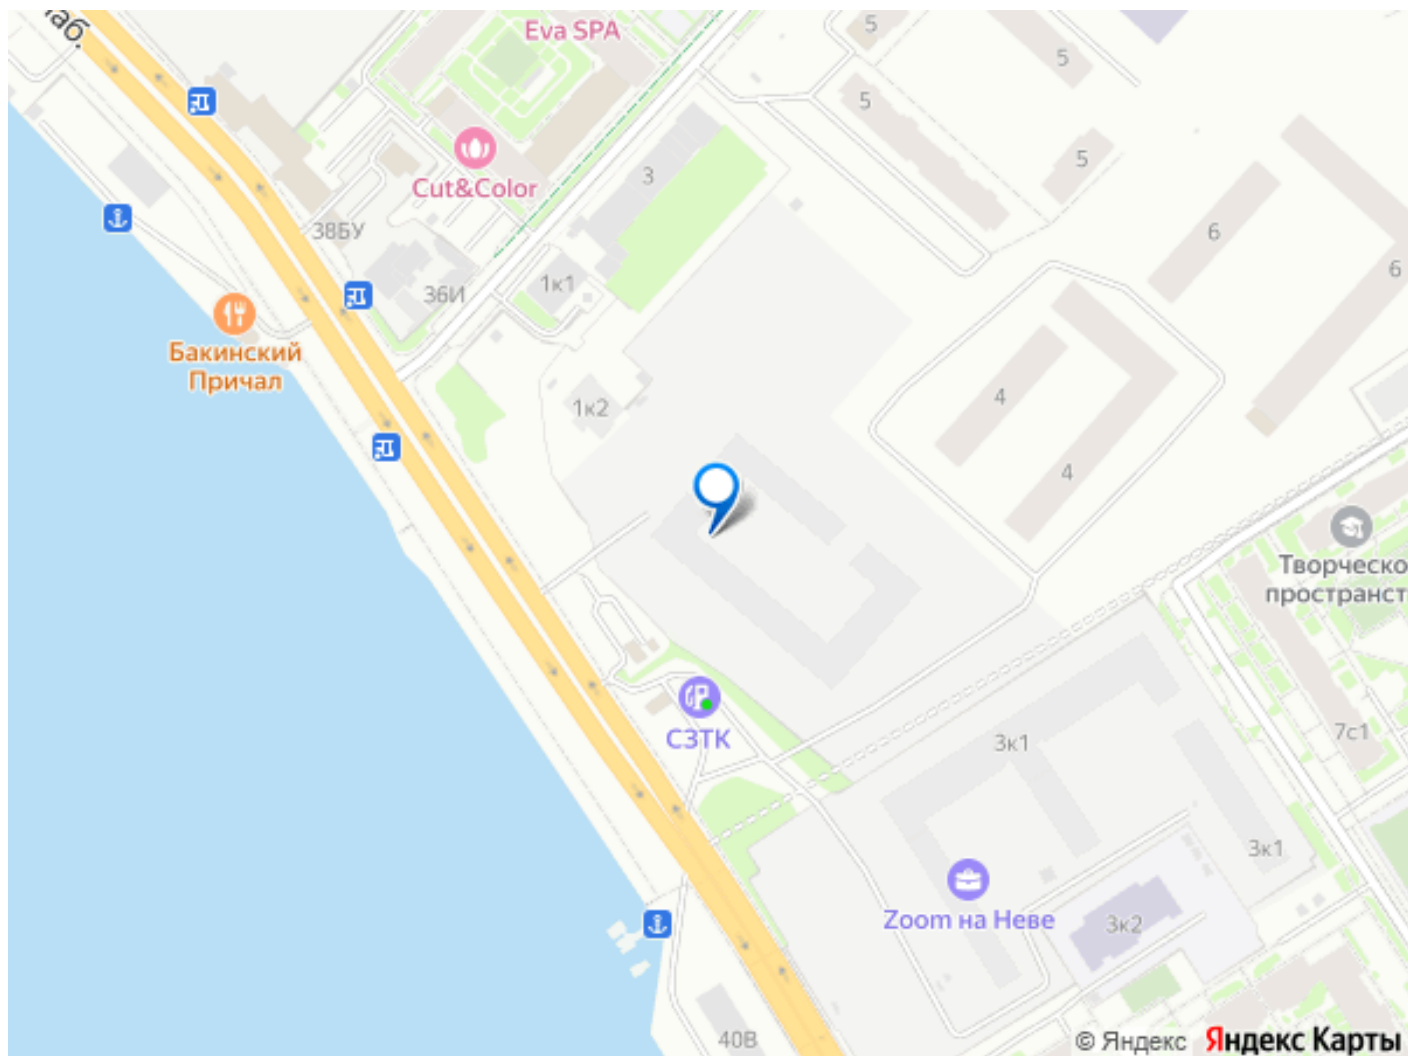 наб.
Eva SPA
5
5
5
5
Cut&Color
3
38БУ
6
6
36И
1к1
Бакинский
Причал
4
1к2
4
Творческо
пространст
СЗТК
3к1
7с1
3к1
Zoom на Неве
3к2
40В
© Яндекс Яндекс Карты